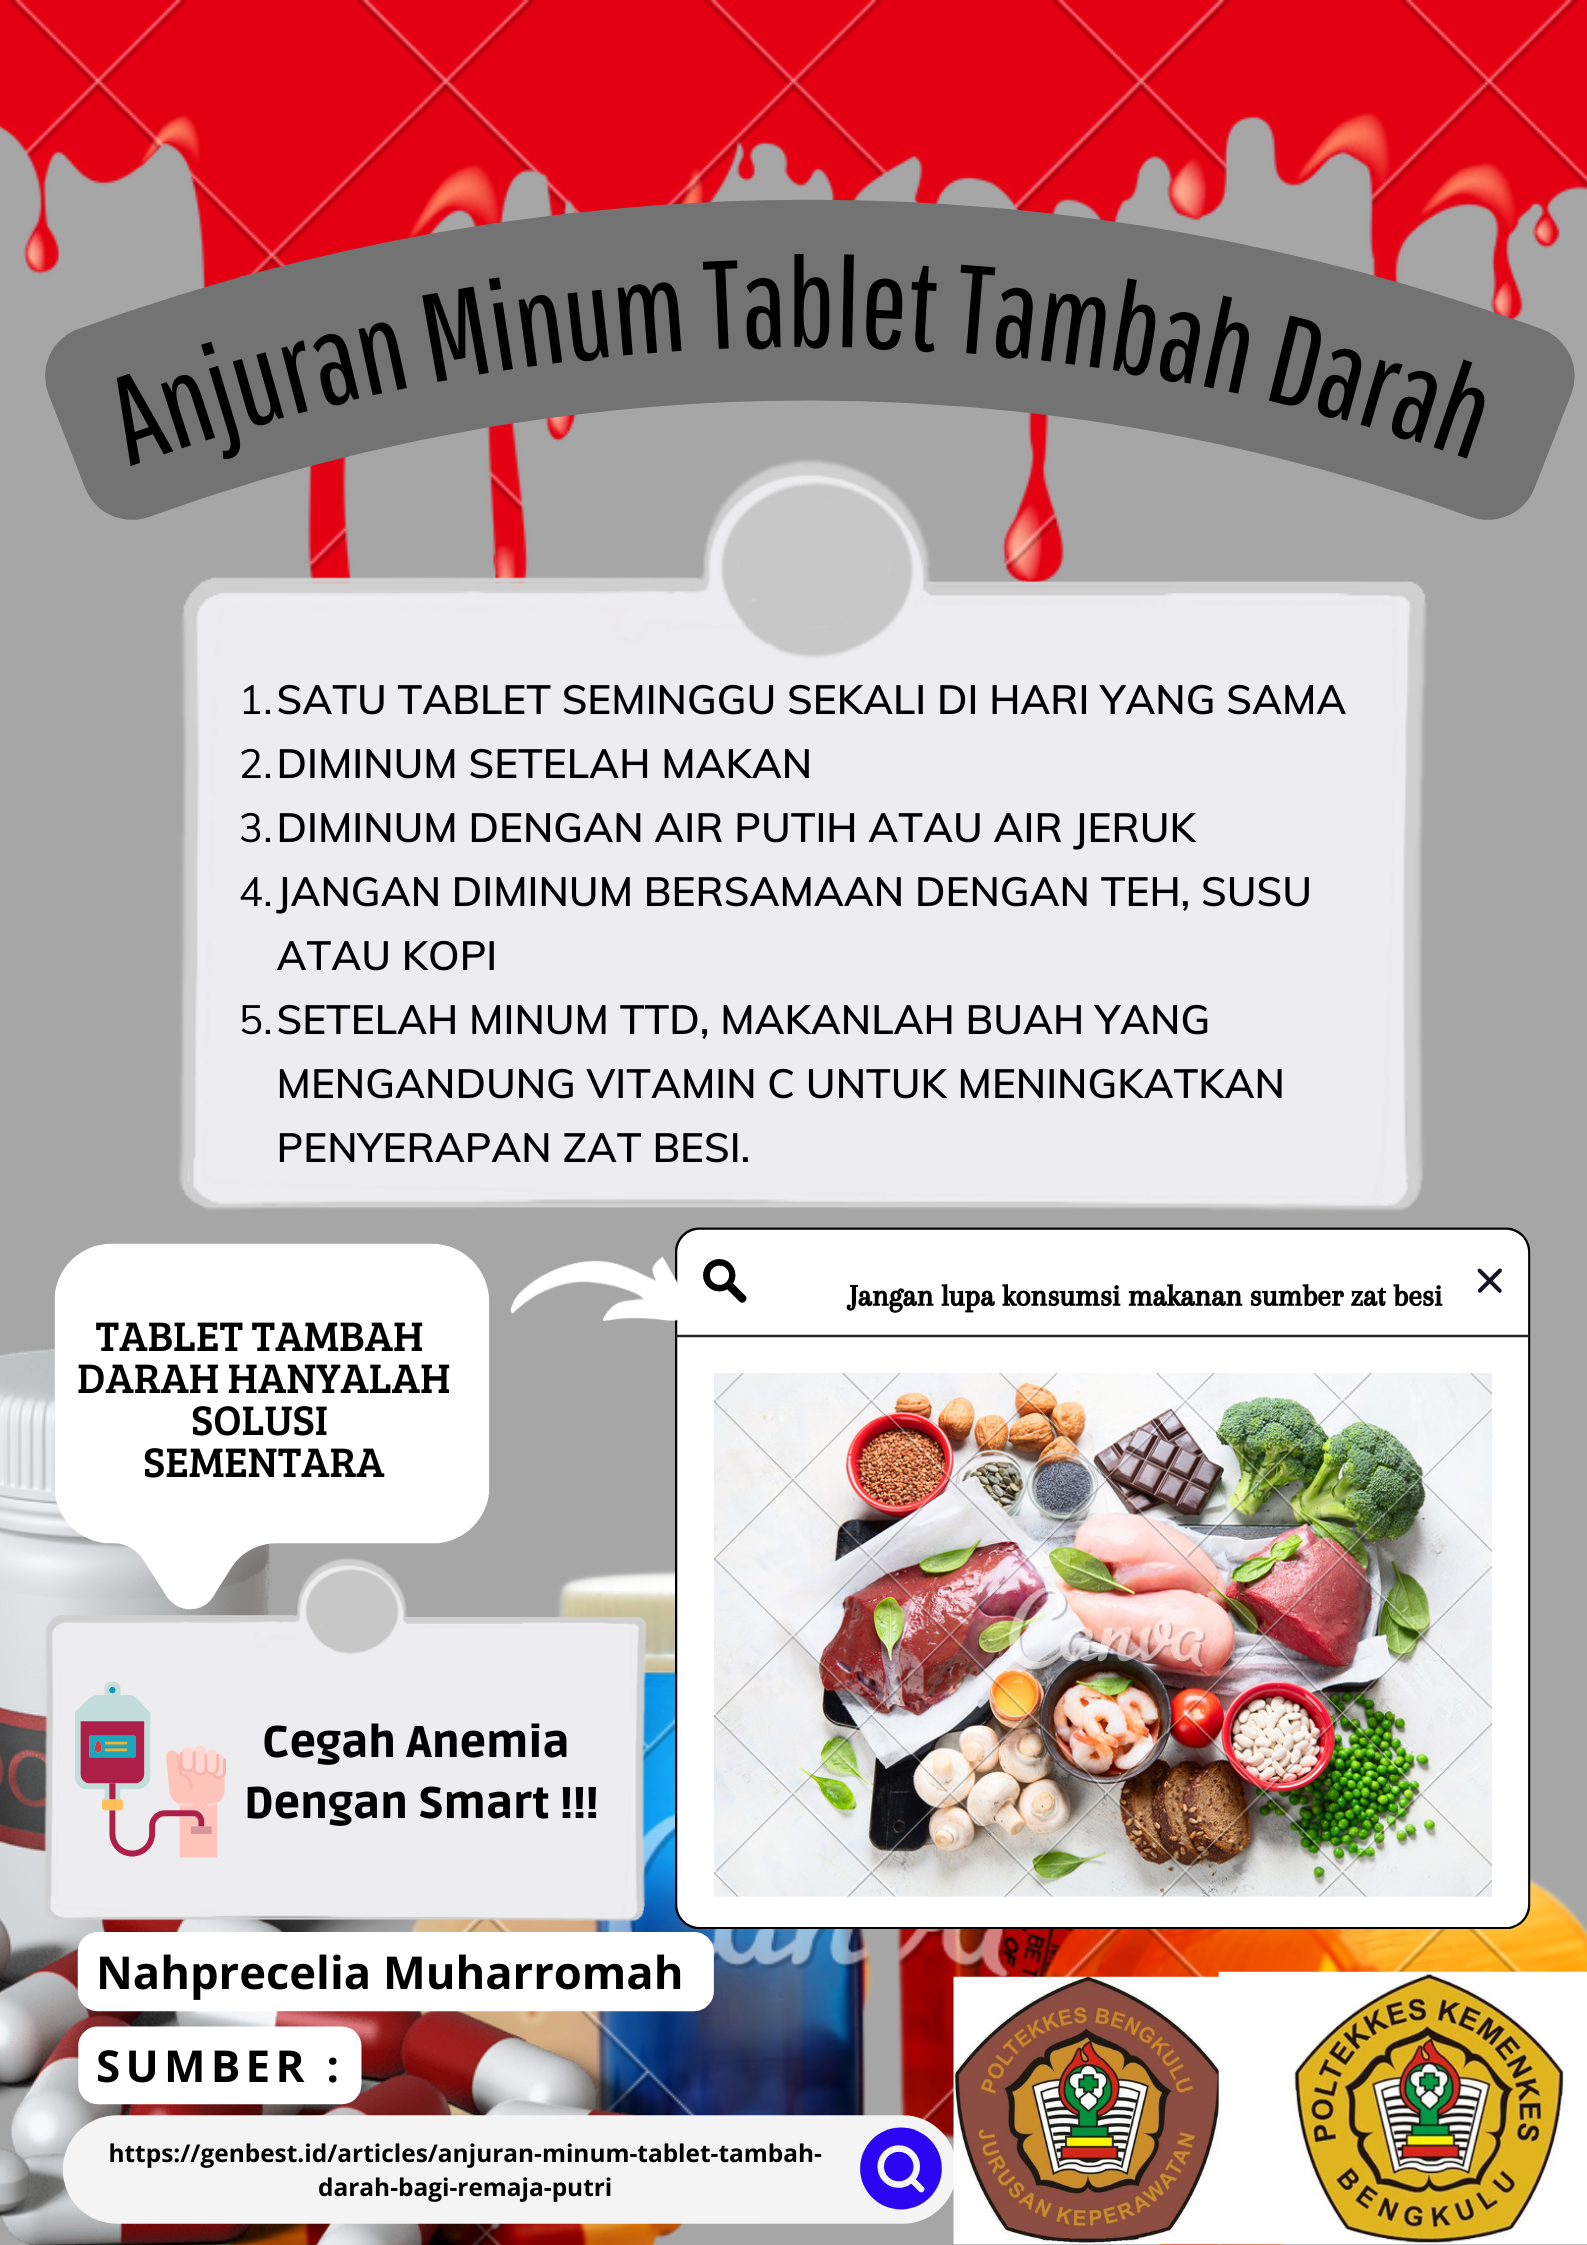 Anjuran Minum Tablet Tambah Darah
1. SATU TABLET SEMINGGU SEKALI DI HARI YANG SAMA
2. DIMINUM SETELAH MAKAN
3. DIMINUM DENGAN AIR PUTIH ATAU AIR JERUK
4. JANGAN DIMINUM BERSAMAAN DENGAN TEH, SUSU
ATAU KOPI
5. SETELAH MINUM TTD, MAKANLAH BUAH YANG
MENGANDUNG VITAMIN C UNTUK MENINGKATKAN
PENYERAPAN ZAT BESI.
TABLET TAMBAH
DARAH HANYALAH
SOLUSI
SEMENTARA
Jangan lupa konsumsi makanan sumber zat besi
Canva
Cegah Anemia
Dengan Smart !!!
Nahprecelia Muharromah
SUMBER :
https://genbest.id/articles/anjuran-minum-tablet-tambah-
darah-bagi-remaja-putri
POLTEKKES BENGKULU
JURUSAN KEPERAWATAN
POLTEKKES KEMENKES
BENGKULU